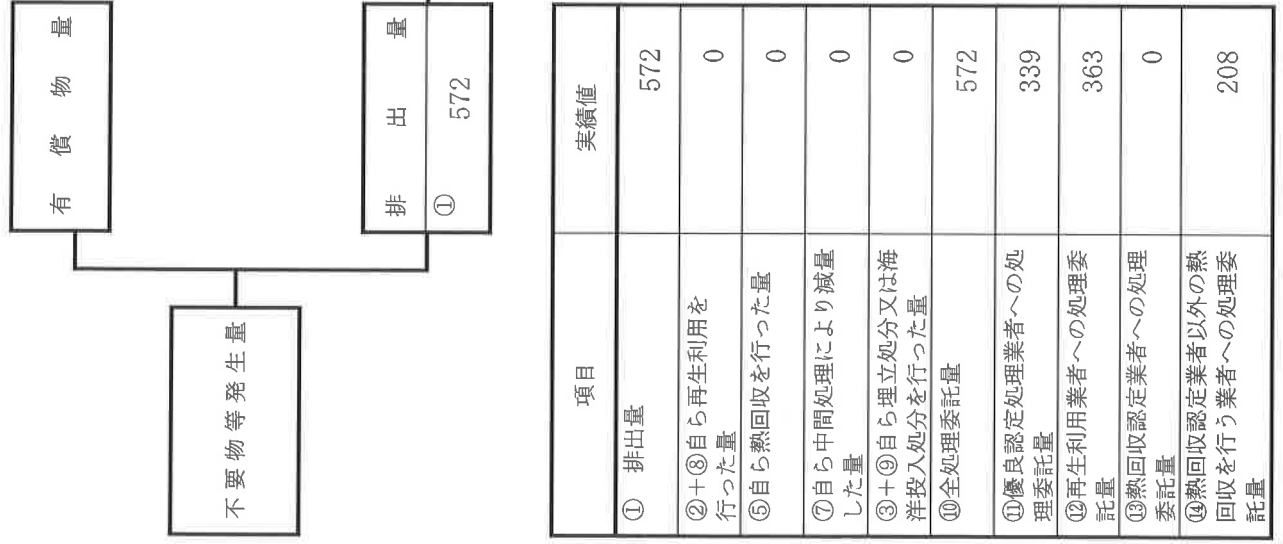 有償物量
不要物等発生量
排出量
①
572
項目
実績値
① 排出量
572
②+⑧自ら再生利用を
行った量
0
⑤自ら熱回収を行った量
0
⑦自ら中間処理により減量
した量
0
③+⑨自ら埋立処分又は海
洋投入処分を行った量
0
⑩全処理委託量
572
⑪優良認定処理業者への処
理委託量
339
⑫再生利用業者への処理委
託量
363
⑬熱回収認定業者への処理
委託量
0
⑭熱回収認定業者以外の熱
回収を行う業者への処理委
託量
208